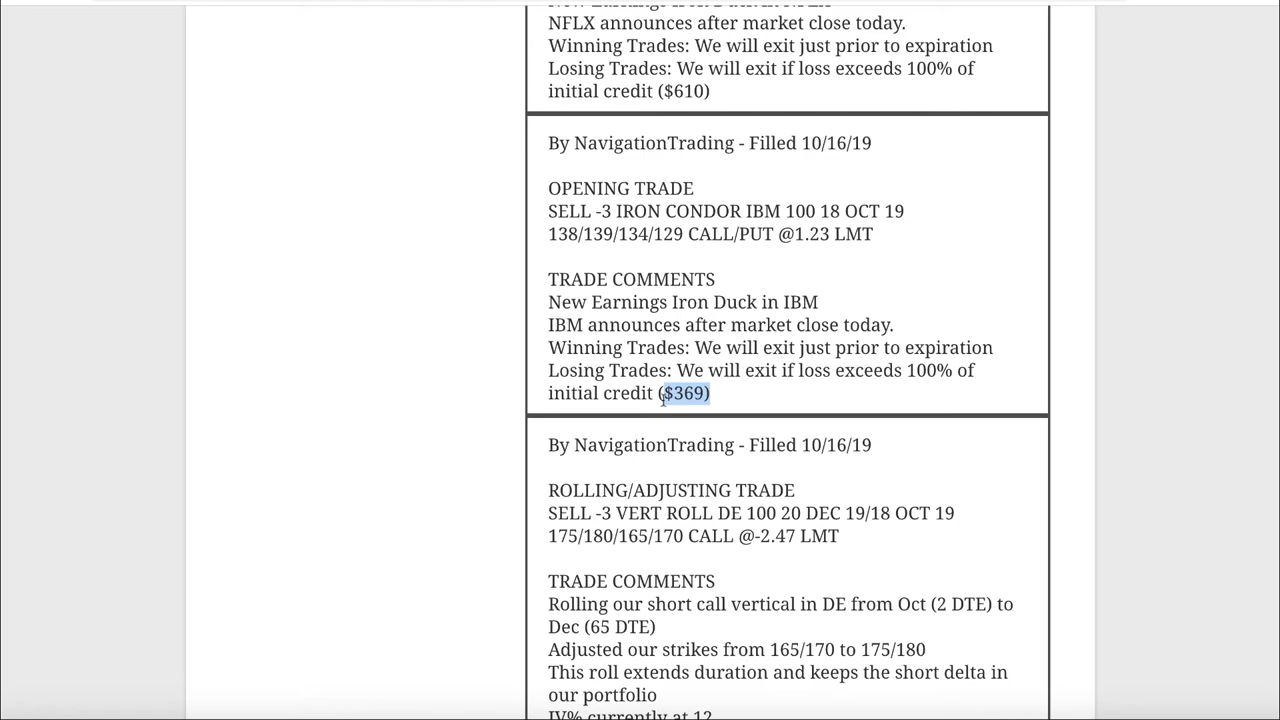 NFLX announces after market close today.
Winning Trades: We will exit just prior to expiration
Losing Trades: We will exit if loss exceeds 100% of
initial credit ($610)
By NavigationTrading - Filled 10/16/19
OPENING TRADE
SELL -3 IRON CONDOR IBM 100 18 OCT 19
138/139/134/129 CALL/PUT @1.23 LMT
TRADE COMMENTS
New Earnings Iron Duck in IBM
IBM announces after market close today.
Winning Trades: We will exit just prior to expiration
Losing Trades: We will exit if loss exceeds 100% of
initial credit ($369)
By NavigationTrading - Filled 10/16/19
ROLLING/ADJUSTING TRADE
SELL -3 VERT ROLL DE 100 20 DEC 19/18 OCT 19
175/180/165/170 CALL @-2.47 LMT
TRADE COMMENTS
Rolling our short call vertical in DE from Oct (2 DTE) to
Dec (65 DTE)
Adjusted our strikes from 165/170 to 175/180
This roll extends duration and keeps the short delta in
our portfolio
IV% currently at 12